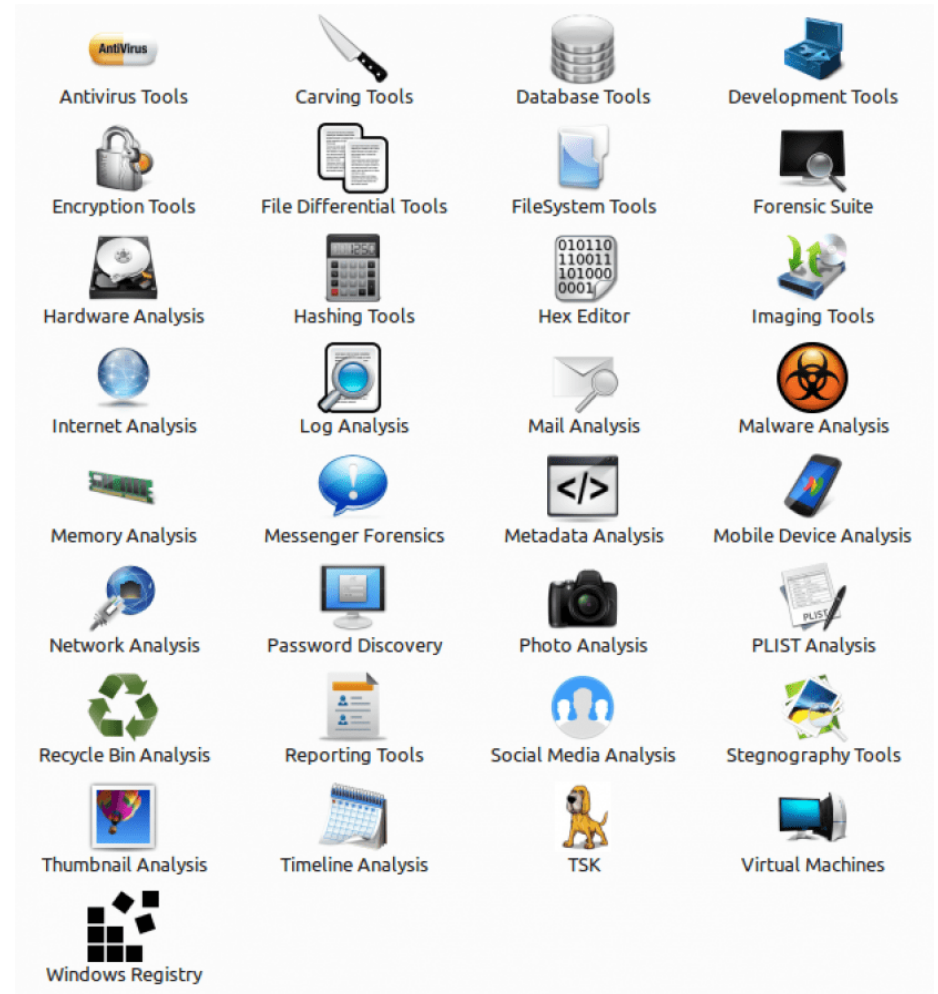 AntiVirus
Antivirus Tools
Carving Tools
Database Tools
Development Tools
Encryption Tools
File Differential Tools
FileSystem Tools
Forensic Suite
010110
110011
101000
0001
Hardware Analysis
Hashing Tools
Hex Editor
Imaging Tools
Internet Analysis
Log Analysis
Mail Analysis
Malware Analysis
</>
Memory Analysis
Messenger Forensics
Metadata Analysis
Mobile Device Analysis
PLIST
Network Analysis
Password Discovery
Photo Analysis
PLIST Analysis
Recycle Bin Analysis
Reporting Tools
Social Media Analysis
Stegnography Tools
Thumbnail Analysis
Timeline Analysis
TSK
Virtual Machines
Windows Registry